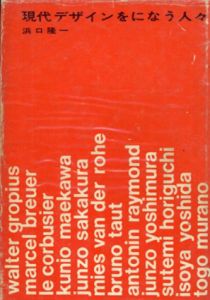 現代デザインをになう人々
浜口隆一
walter gropius
marcel breuer
le corbusier
kunio maekawa
junzo sakakura
mies van der rohe
bruno taut
antonin raymond
junzo yoshimura
sutemi horiguchi
isoya yoshida
togo murano